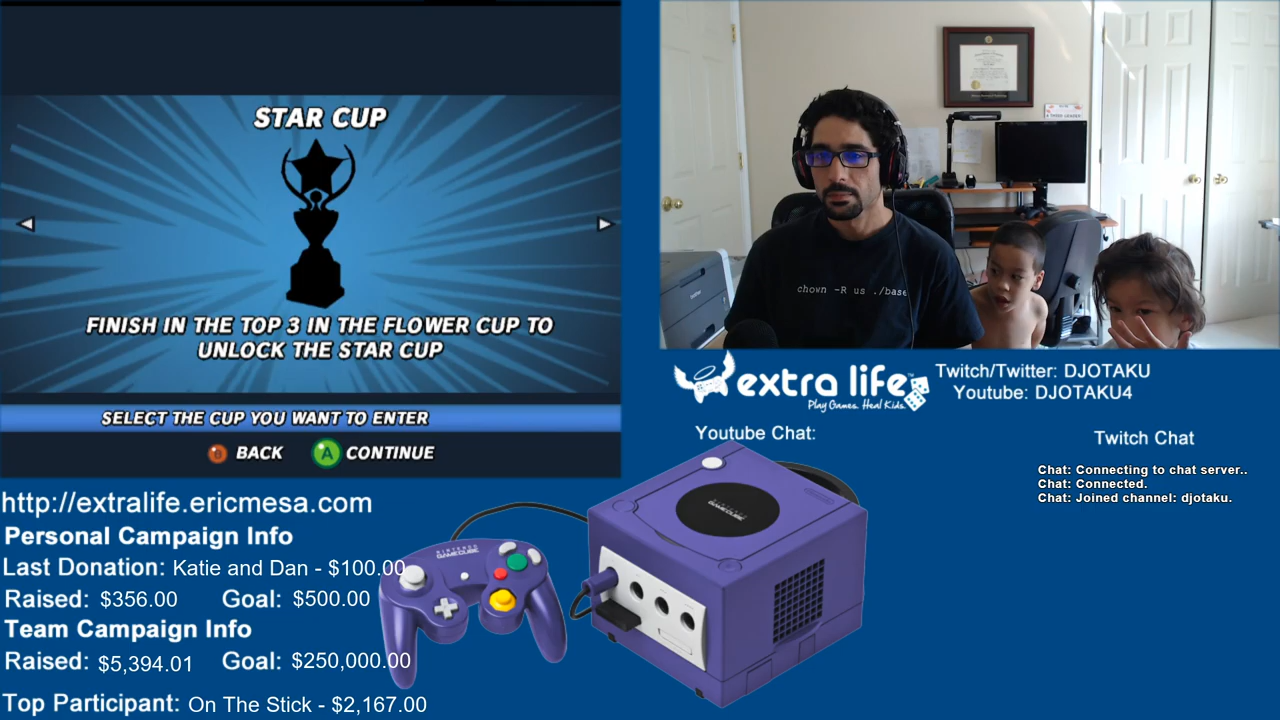 STAR CUP
FINISH IN THE TOP 3 IN THE FLOWER CUP TO
UNLOCK THE STAR CUP
SELECT THE CUP YOU WANT TO ENTER
B BACK A CONTINUE
chown -R us ./base
extra life
Play Games. Heal Kids.
Twitch/Twitter: DJOTAKU
Youtube: DJOTAKU4
Youtube Chat:
Twitch Chat
Chat: Connecting to chat server..
Chat: Connected.
Chat: Joined channel: djotaku.
http://extralife.ericmesa.com
Personal Campaign Info
Last Donation: Katie and Dan - $100.00
Raised: $356.00 Goal: $500.00
Team Campaign Info
Raised: $5,394.01 Goal: $250,000.00
Top Participant: On The Stick - $2,167.00
NINTENDO
GAMECUBE
GAMECUBE